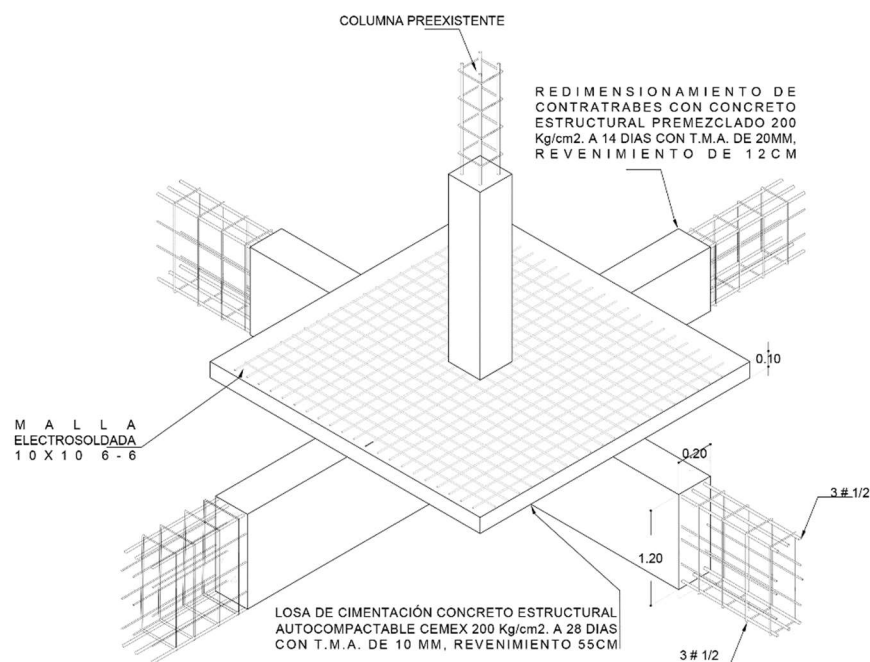 COLUMNA PREEXISTENTE
REDIMENSIONAMIENTO DE
CONTRATRABES CON CONCRETO
ESTRUCTURAL PREMEZCLADO 200
Kg/cm2. A 14 DIAS CON T.M.A. DE 20MM,
REVENIMIENTO DE 12CM
0.10
MALLA
ELECTROSOLDADA
10X10 6-6
0.20
3 # 1/2
1.20
LOSA DE CIMENTACIÓN CONCRETO ESTRUCTURAL
AUTOCOMPACTABLE CEMEX 200 Kg/cm2. A 28 DIAS
CON T.M.A. DE 10 MM, REVENIMIENTO 55CM
3 # 1/2